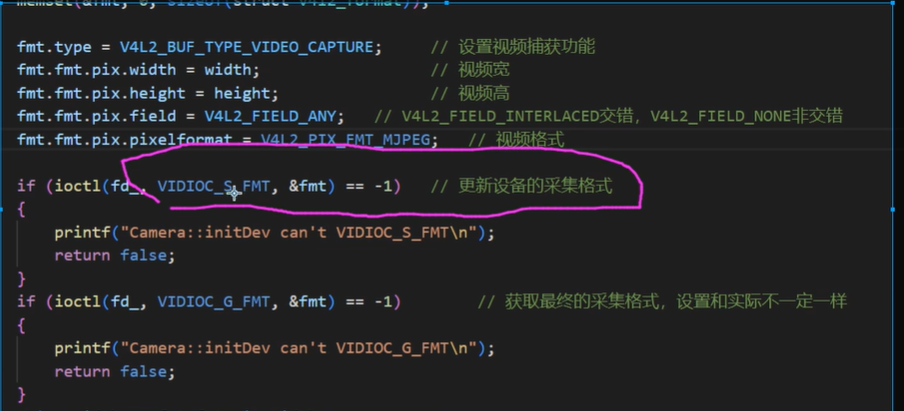 memset(&fmt, 0, sizeof(struct v4l2_format));
fmt.type = V4L2_BUF_TYPE_VIDEO_CAPTURE; // 设置视频捕获功能
fmt.fmt.pix.width = width; // 视频宽
fmt.fmt.pix.height = height; // 视频高
fmt.fmt.pix.field = V4L2_FIELD_ANY; // V4L2_FIELD_INTERLACED交错，V4L2_FIELD_NONE非交错
fmt.fmt.pix.pixelformat = V4L2_PIX_FMT_MJPEG; // 视频格式
if (ioctl(fd_, VIDIOC_S_FMT, &fmt) == -1) // 更新设备的采集格式
{
printf("Camera::initDev can't VIDIOC_S_FMT\n");
return false;
}
if (ioctl(fd_, VIDIOC_G_FMT, &fmt) == -1) // 获取最终的采集格式，设置和实际不一定一样
{
printf("Camera::initDev can't VIDIOC_G_FMT\n");
return false;
}